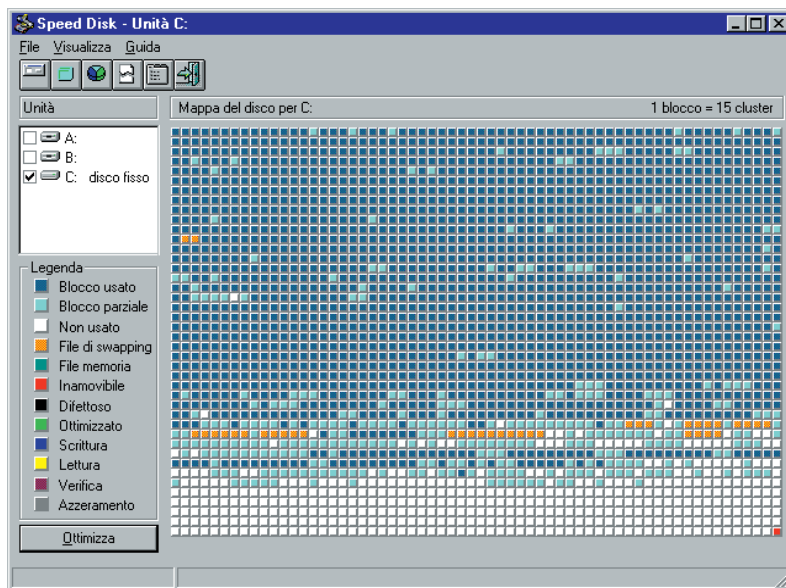 Speed Disk - Unità C:
File Visualizza Guida
Unità
Mappa del disco per C:
1 blocco = 15 cluster
A:
B:
C: disco fisso
Legenda
Blocco usato
Blocco parziale
Non usato
File di swapping
File memoria
Inamovibile
Difettoso
Ottimizzato
Scrittura
Lettura
Verifica
Azzeramento
Ottimizza